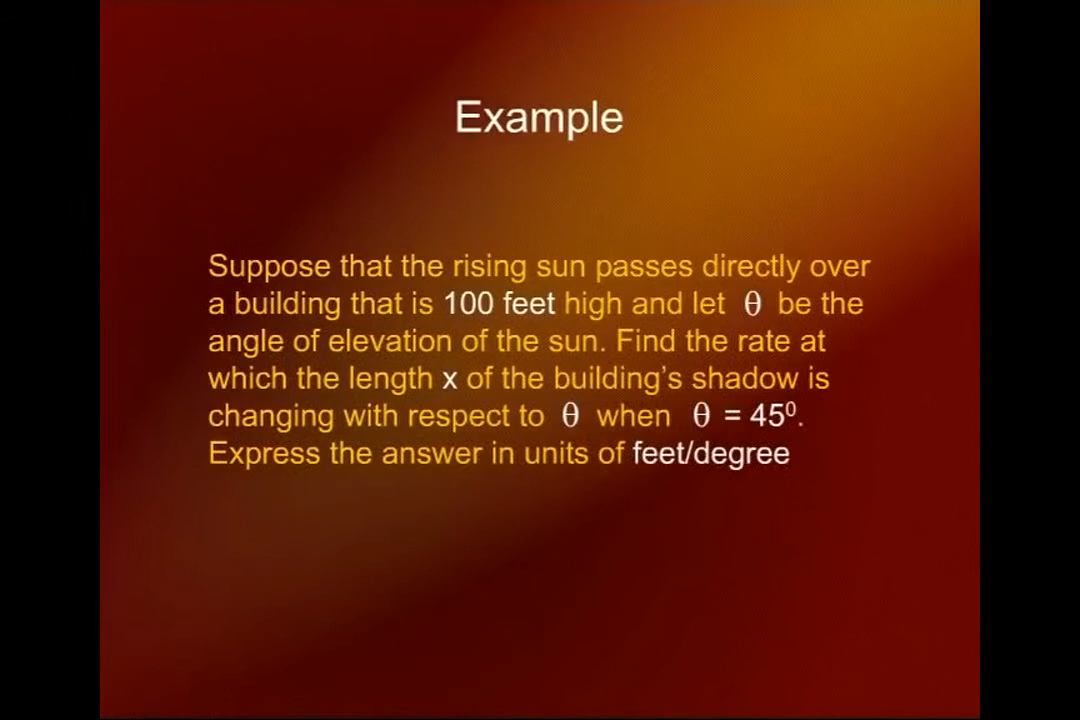 Example
Suppose that the rising sun passes directly over
a building that is 100 feet high and let θ be the
angle of elevation of the sun. Find the rate at
which the length x of the building's shadow is
changing with respect to θ when θ = 45⁰.
Express the answer in units of feet/degree